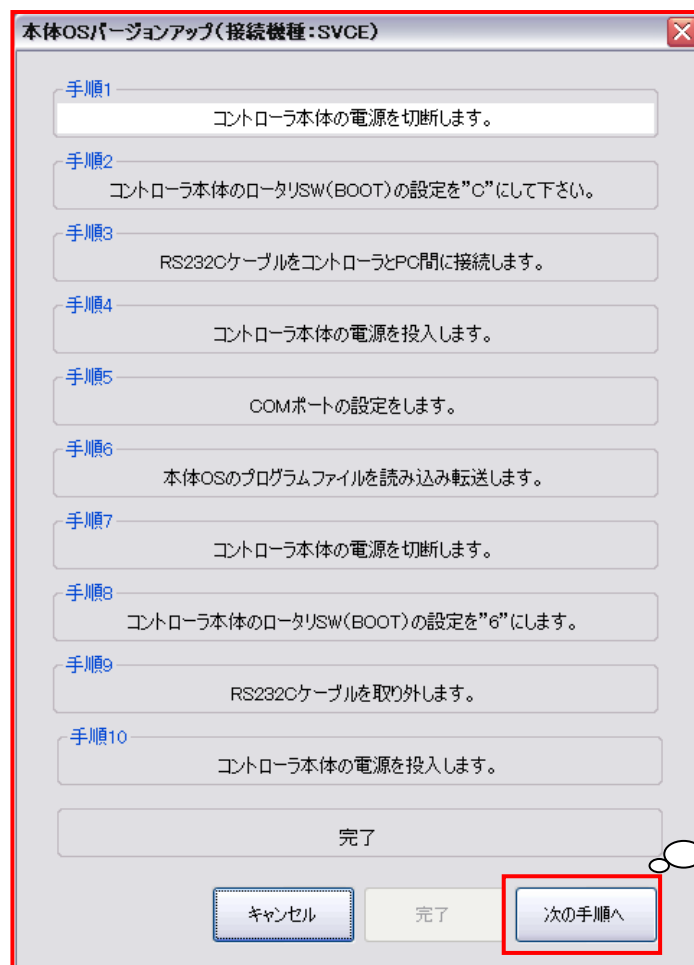 本体OSバージョンアップ(接続機種:SVCE)
手順1
コントローラ本体の電源を切断します。
手順2
コントローラ本体のロータリSW(BOOT)の設定を"C"にして下さい。
手順3
RS232CケーブルをコントローラとPC間に接続します。
手順4
コントローラ本体の電源を投入します。
手順5
COMポートの設定をします。
手順6
本体OSのプログラムファイルを読み込み転送します。
手順7
コントローラ本体の電源を切断します。
手順8
コントローラ本体のロータリSW(BOOT)の設定を"6"にします。
手順9
RS232Cケーブルを取り外します。
手順10
コントローラ本体の電源を投入します。
完了
キャンセル 完了 次の手順へ